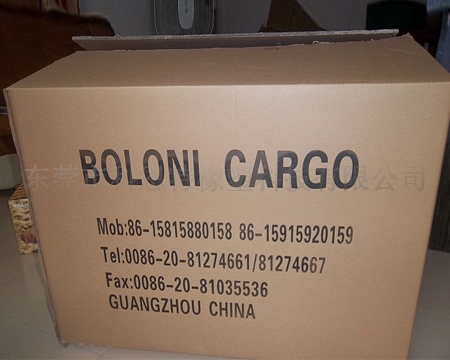 BOLONI CARGO
Mob:86-15815880158 86-15915920159
Tel:0086-20-81274661/81274667
Fax:0086-20-81035536
GUANGZHOU CHINA